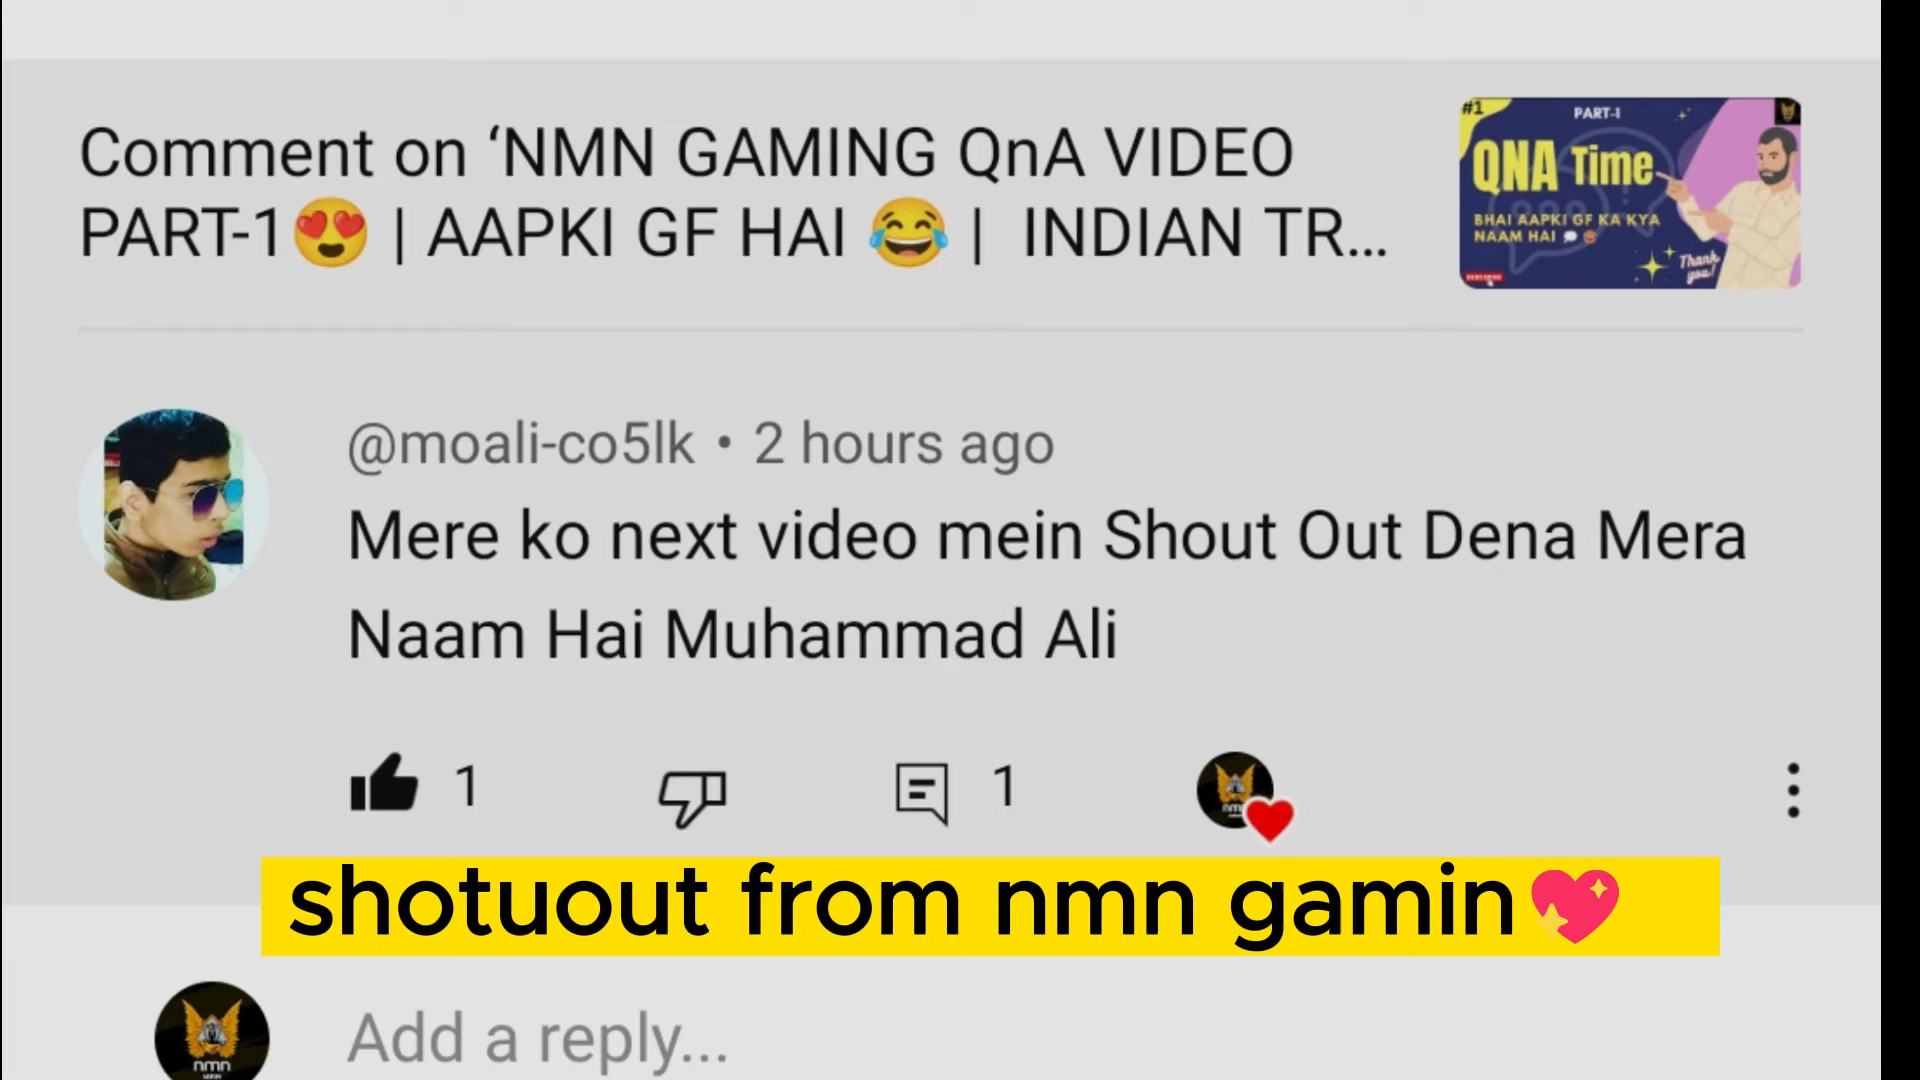 Comment on ‘NMN GAMING QnA VIDEO
PART-1😍 | AAPKI GF HAI 😂 | INDIAN TR...
#1
PART-1
QNA Time
BHAI AAPKI GF KA KYA
NAAM HAI
Thank
you!
@moali-co5lk • 2 hours ago
Mere ko next video mein Shout Out Dena Mera
Naam Hai Muhammad Ali
1
1
shotuout from nmn gamin💖
Add a reply...
nmn